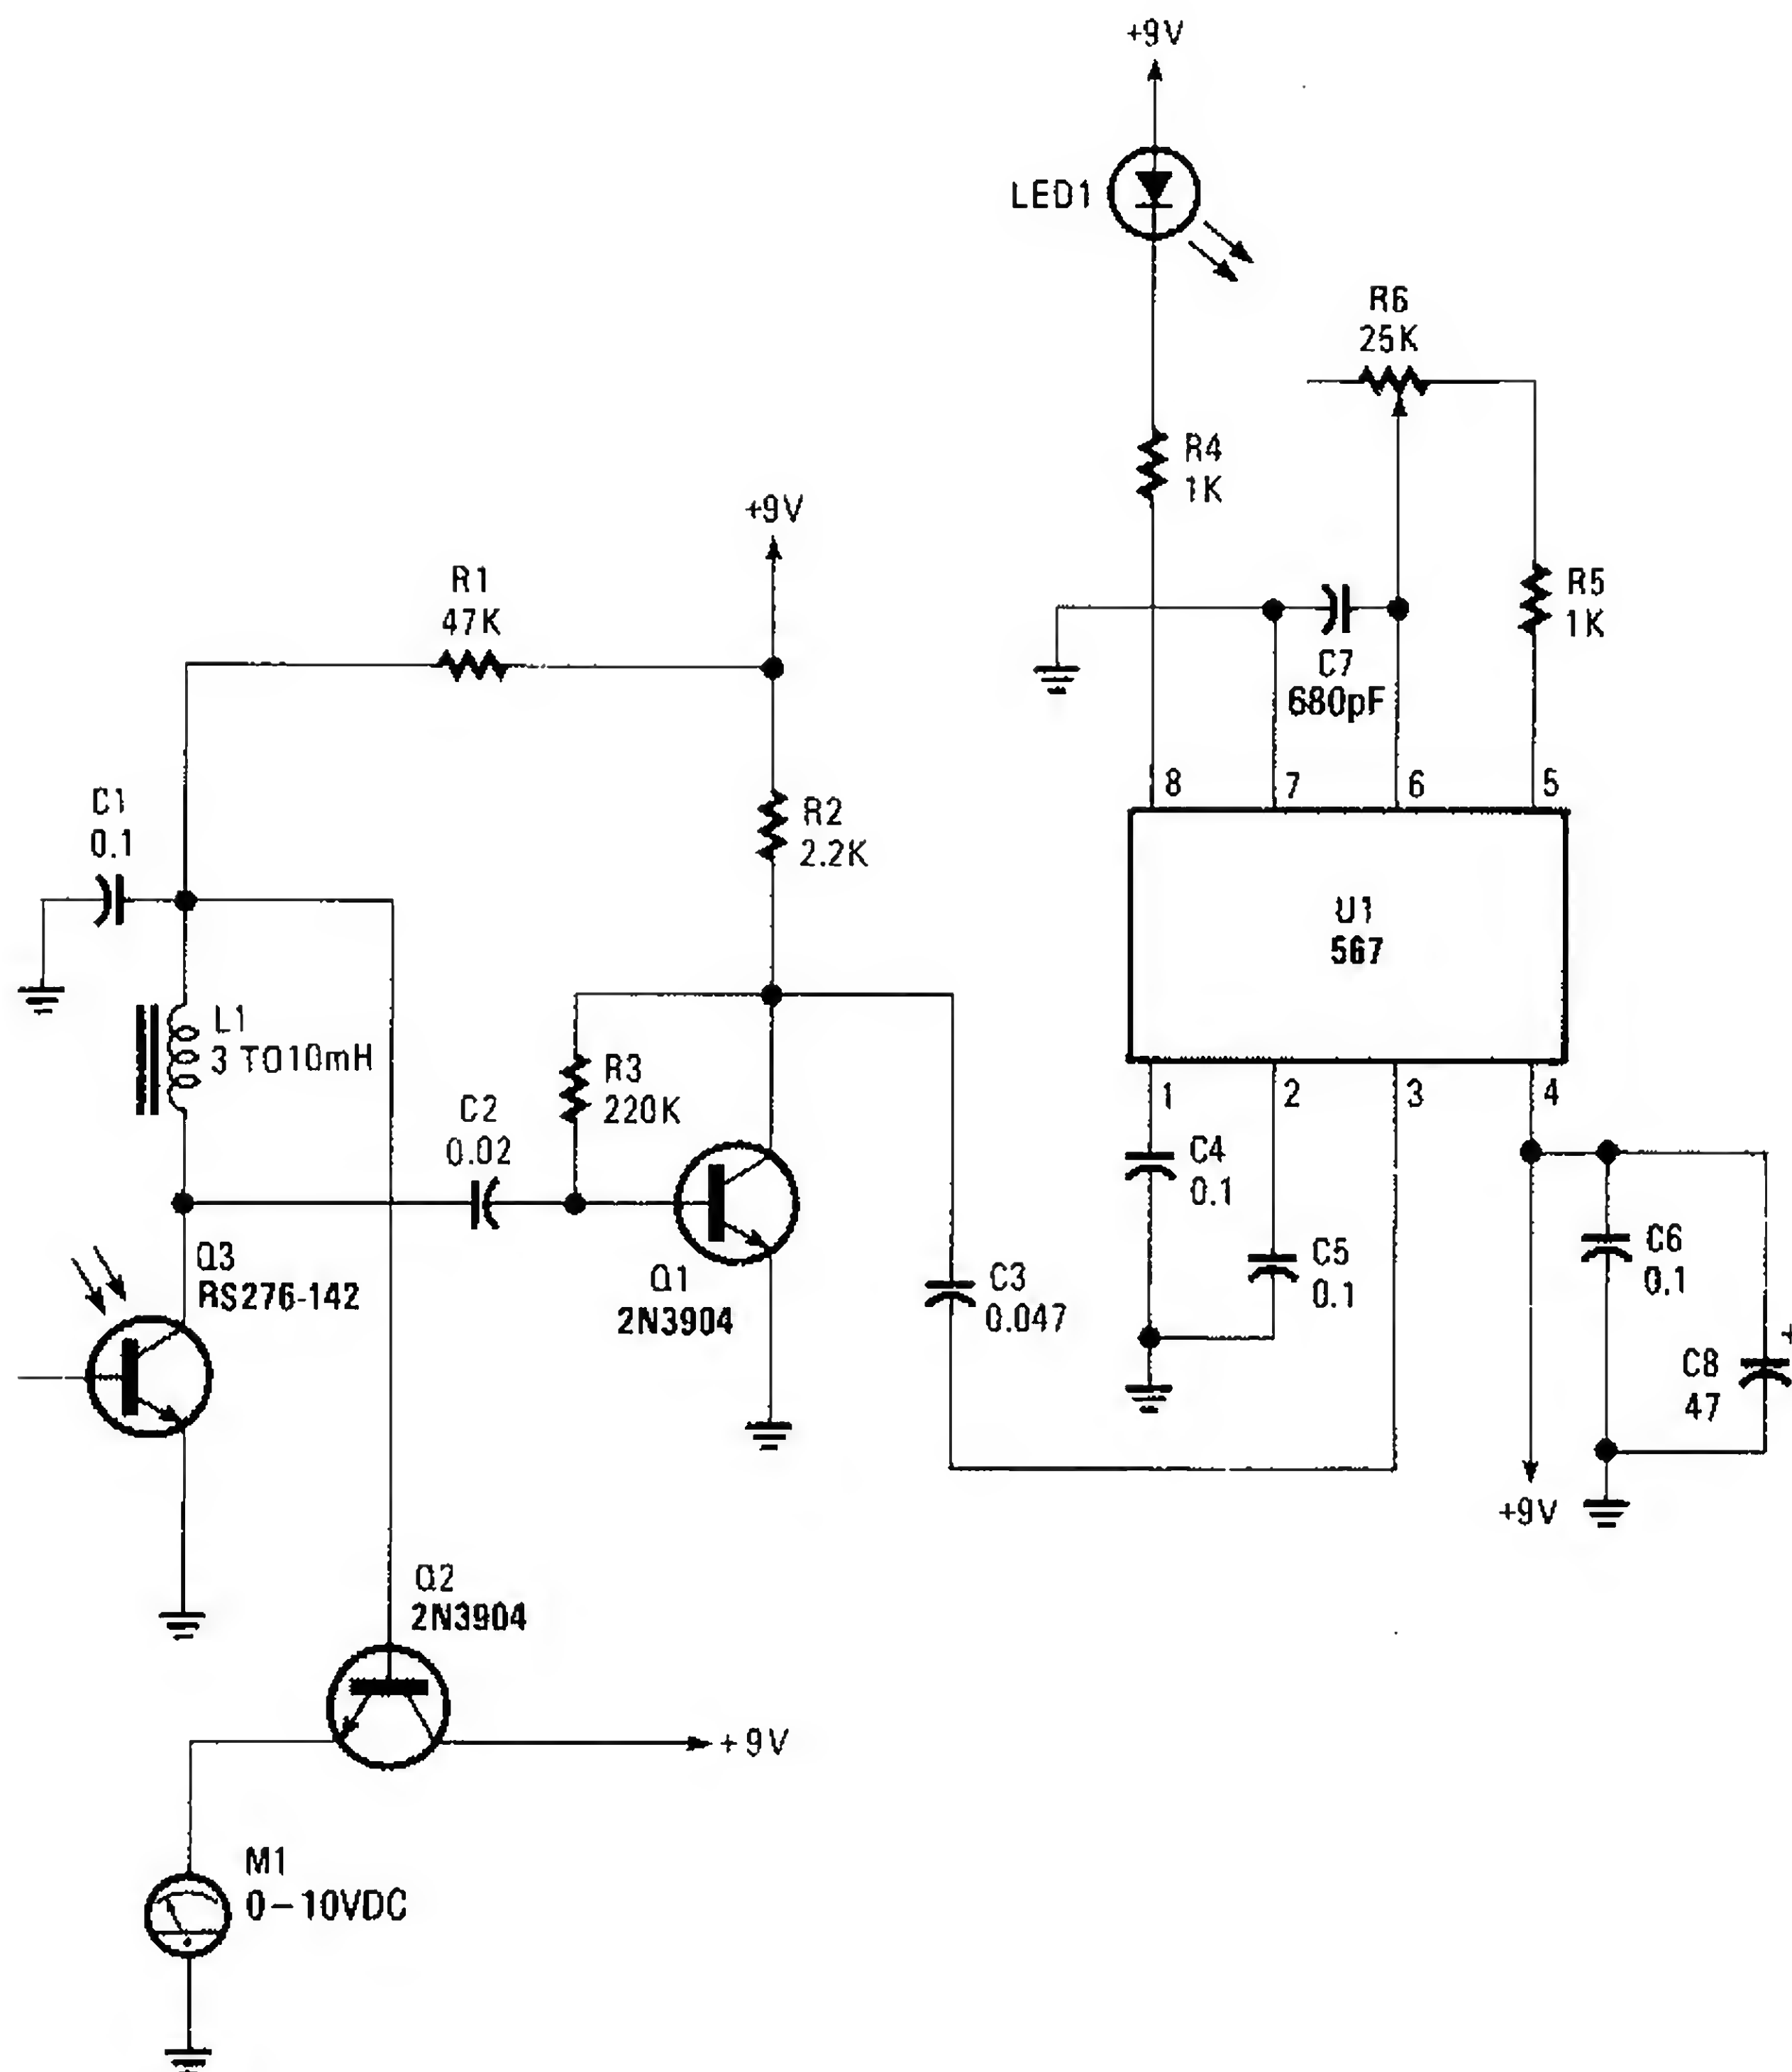 +9V
LED1
R6
25K
R4
1K
+9V
R1
47K
R5
1K
C7
680pF
8
7
6
5
C1
0.1
R2
2.2K
U1
567
L1
3 TO 10mH
R3
220K
1
2
3
4
C2
0.02
C4
0.1
Q3
RS276-142
Q1
2N3904
C3
0.047
C5
0.1
C6
0.1
+
C8
47
+9V
Q2
2N3904
+9V
M1
0-10VDC